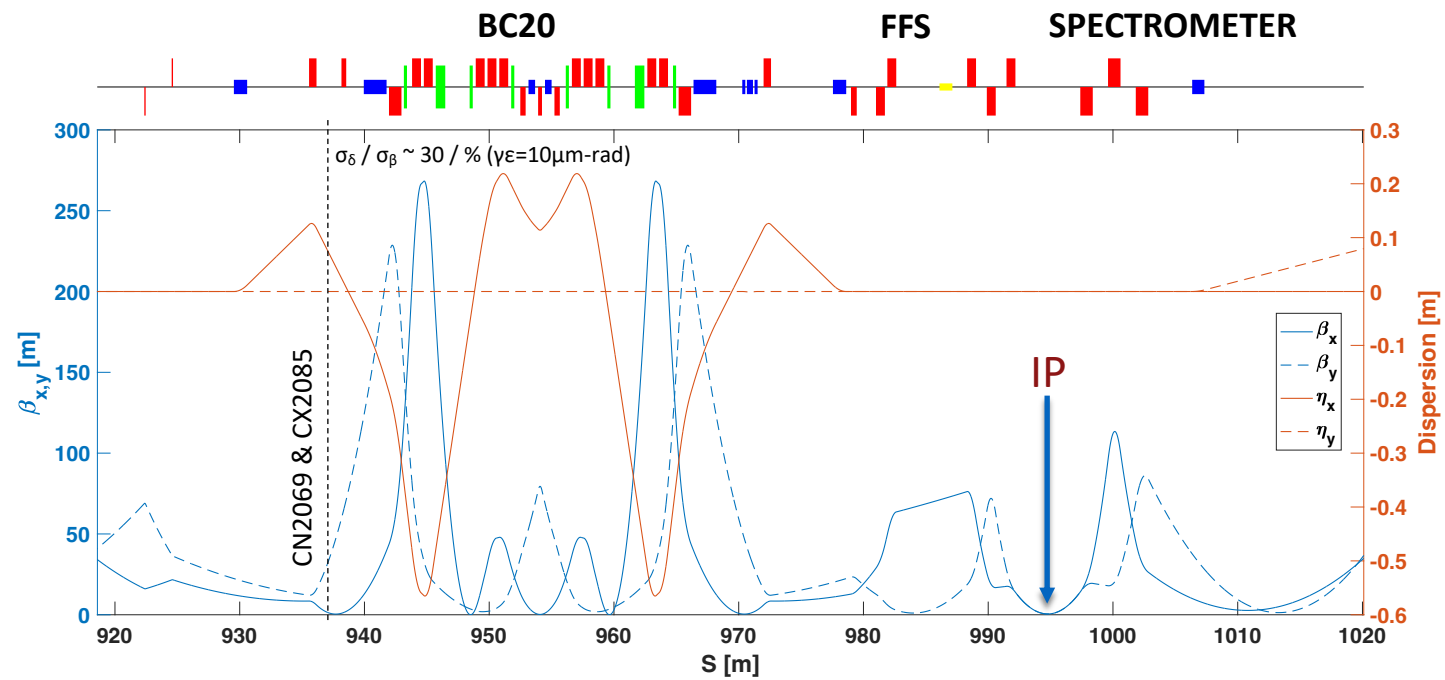 BC20 FFS SPECTROMETER
300 0.3
σδ / σβ ~ 30 / % (γε=10μm-rad)
250 0.2
0.1
200 0
150 -0.1
-0.2
100 -0.3
-0.4
50 -0.5
0 -0.6
βx,y [m]
CN2069 & CX2085
IP
βx
βy
ηx
ηy
Dispersion [m]
920 930 940 950 960 970 980 990 1000 1010 1020
S [m]